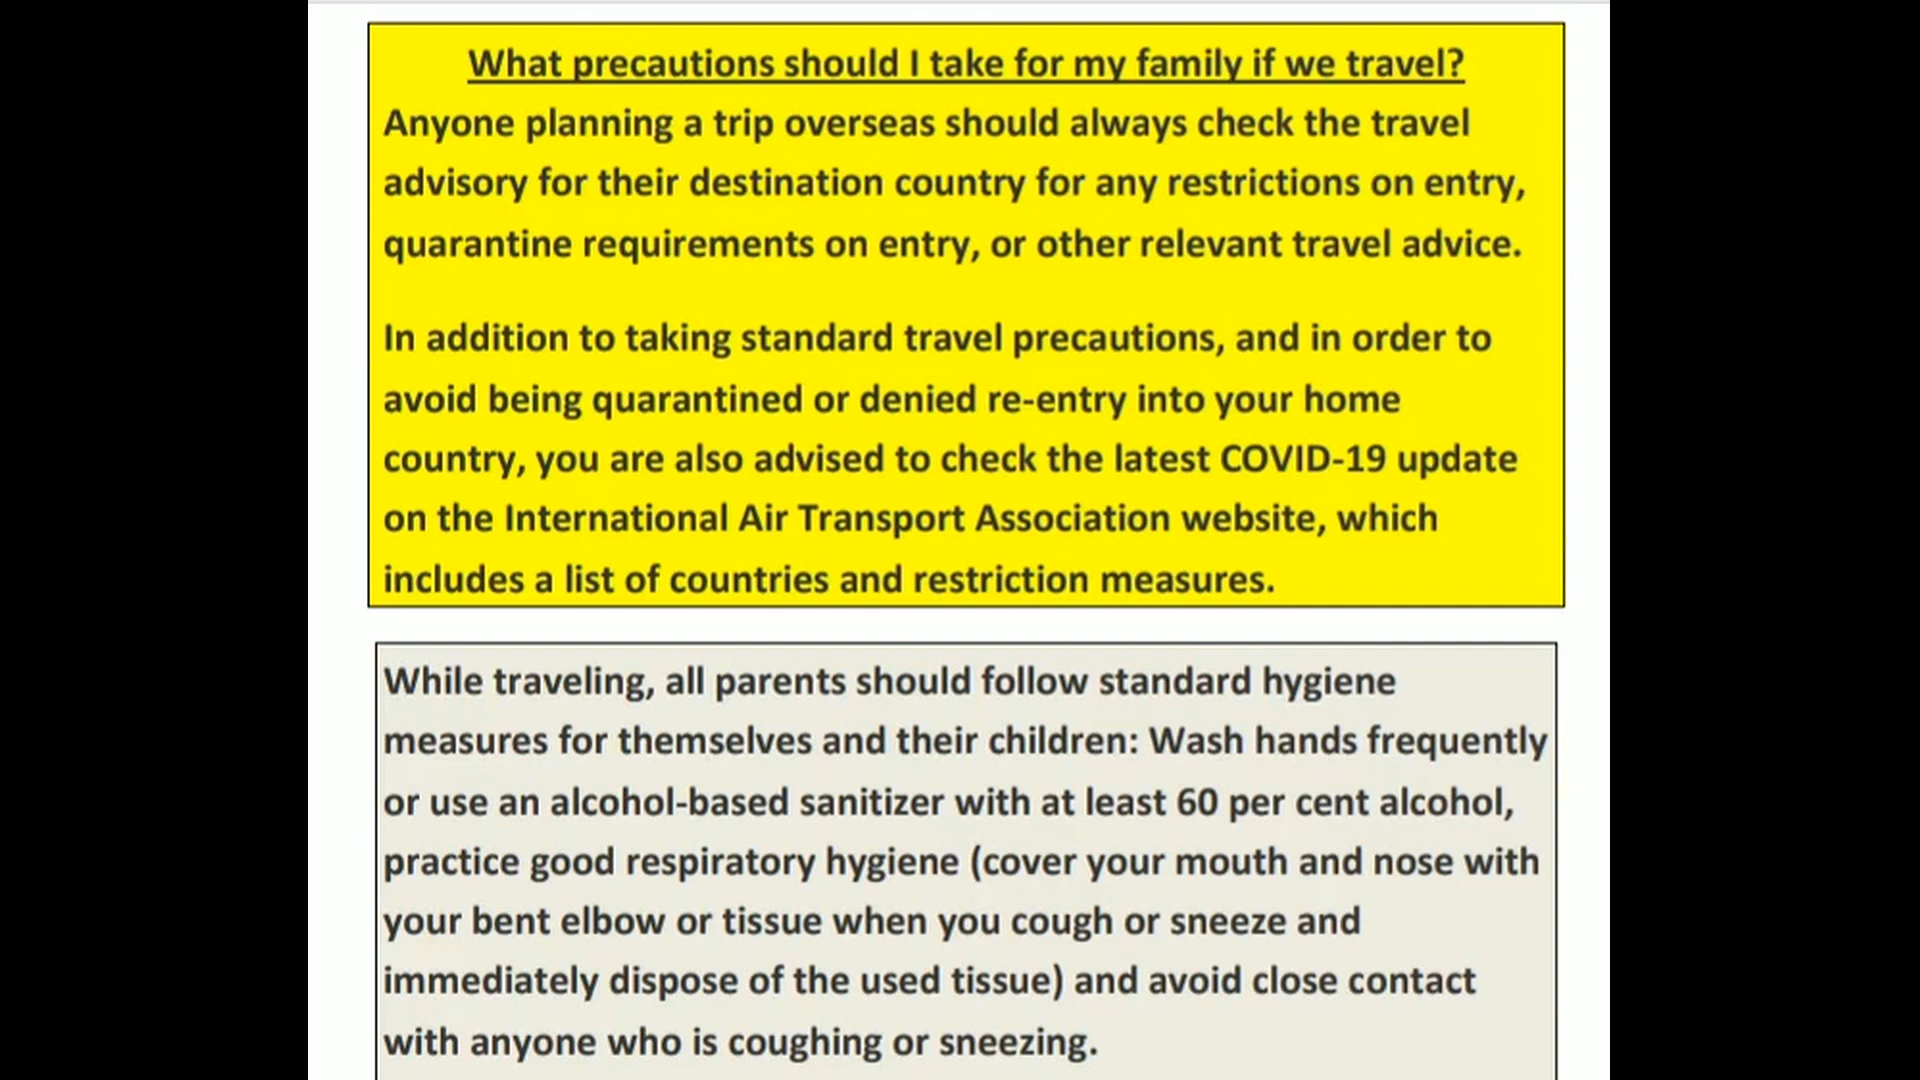 What precautions should I take for my family if we travel?
Anyone planning a trip overseas should always check the travel
advisory for their destination country for any restrictions on entry,
quarantine requirements on entry, or other relevant travel advice.
In addition to taking standard travel precautions, and in order to
avoid being quarantined or denied re-entry into your home
country, you are also advised to check the latest COVID-19 update
on the International Air Transport Association website, which
includes a list of countries and restriction measures.
While traveling, all parents should follow standard hygiene
measures for themselves and their children: Wash hands frequently
or use an alcohol-based sanitizer with at least 60 per cent alcohol,
practice good respiratory hygiene (cover your mouth and nose with
your bent elbow or tissue when you cough or sneeze and
immediately dispose of the used tissue) and avoid close contact
with anyone who is coughing or sneezing.